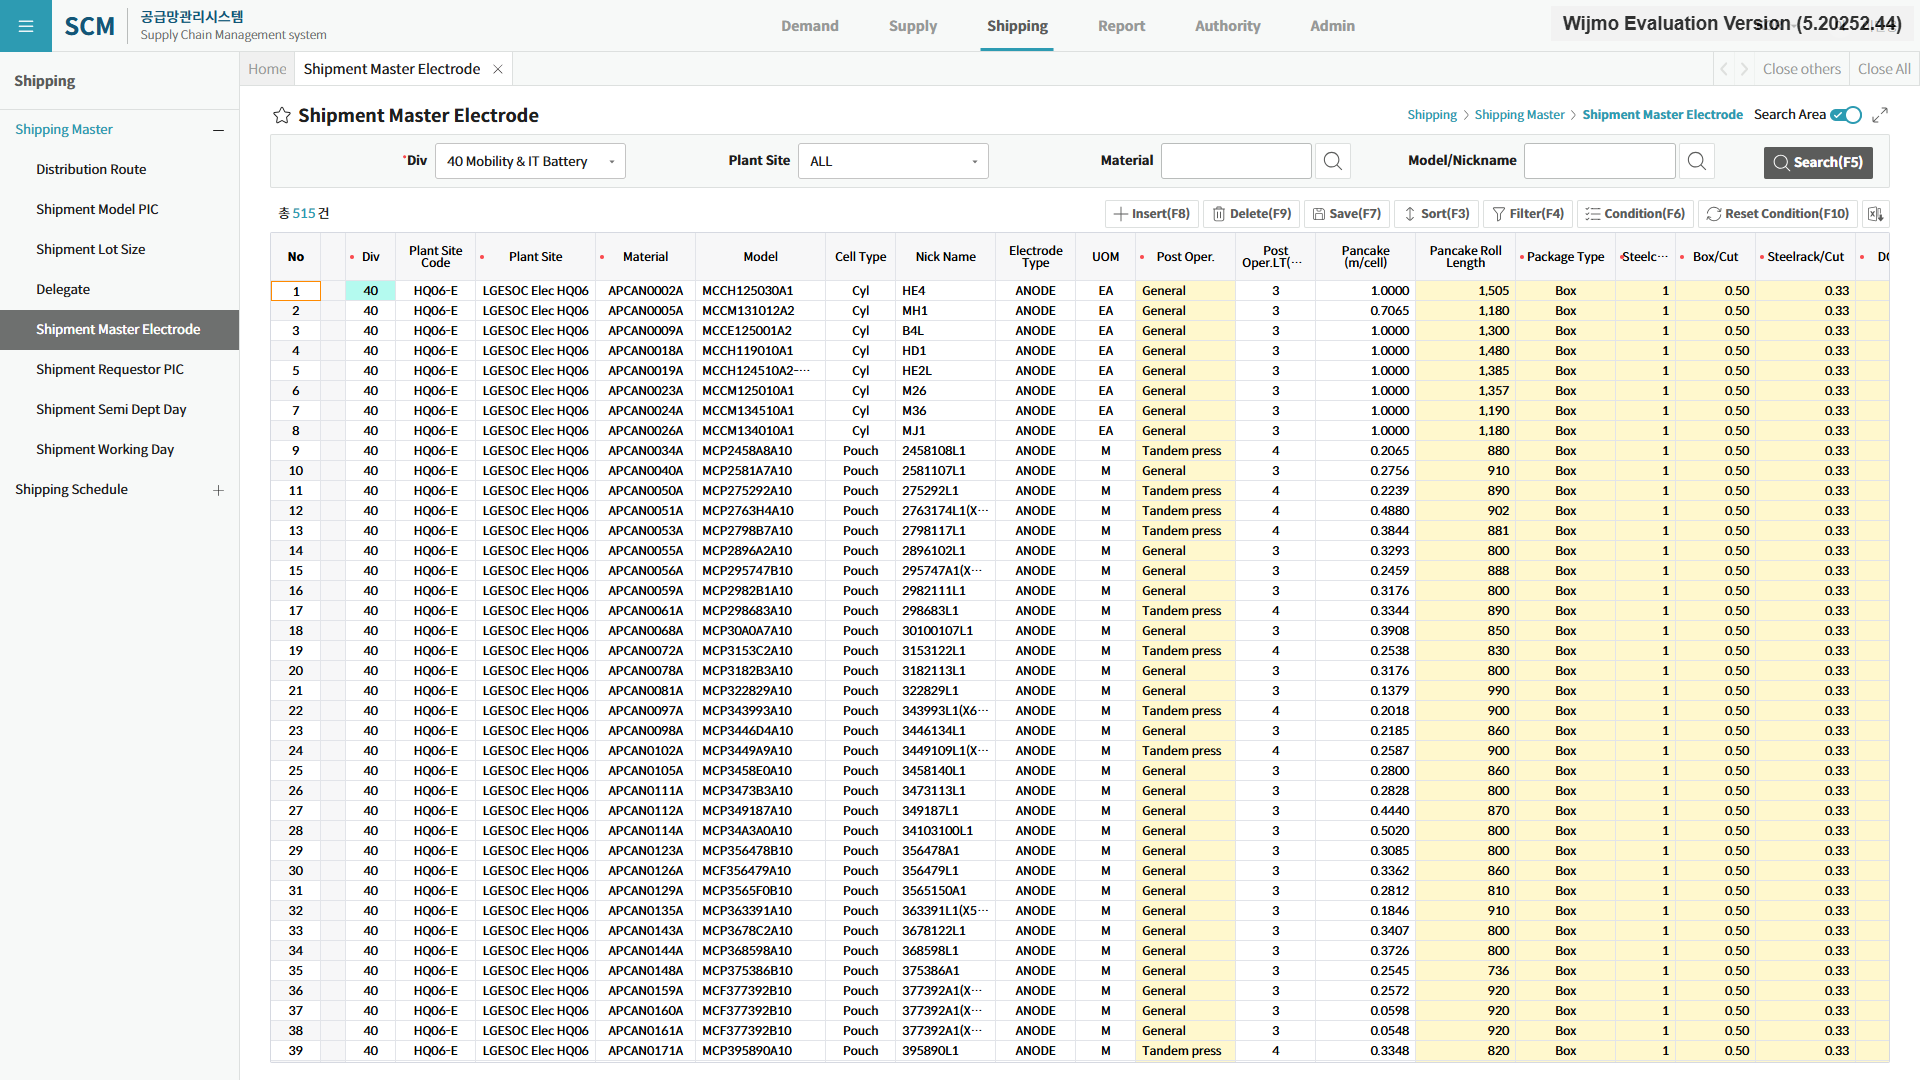 SCM
공급망관리시스템
Supply Chain Management system
Demand Supply Shipping Report Authority Admin
Wijmo Evaluation Version (5.20252.44)
Shipping
Home Shipment Master Electrode
Close others Close All
Shipping Master
Distribution Route
Shipment Model PIC
Shipment Lot Size
Delegate
Shipment Master Electrode
Shipment Requestor PIC
Shipment Semi Dept Day
Shipment Working Day
Shipping Schedule
Shipment Master Electrode
Shipping > Shipping Master > Shipment Master Electrode Search Area
*Div 40 Mobility & IT Battery Plant Site ALL Material Model/Nickname Search(F5)
총 515 건
Insert(F8) Delete(F9) Save(F7) Sort(F3) Filter(F4) Condition(F6) Reset Condition(F10)
No Div Plant Site Code Plant Site Material Model Cell Type Nick Name Electrode Type UOM Post Oper. Post Oper.LT(··· Pancake (m/cell) Pancake Roll Length Package Type Steelc··· Box/Cut Steelrack/Cut
1 40 HQ06-E LGESOC Elec HQ06 APCAN0002A MCCH125030A1 Cyl HE4 ANODE EA General 3 1.0000 1,505 Box 1 0.50 0.33
2 40 HQ06-E LGESOC Elec HQ06 APCAN0005A MCCM131012A2 Cyl MH1 ANODE EA General 3 0.7065 1,180 Box 1 0.50 0.33
3 40 HQ06-E LGESOC Elec HQ06 APCAN0009A MCCE125001A2 Cyl B4L ANODE EA General 3 1.0000 1,300 Box 1 0.50 0.33
4 40 HQ06-E LGESOC Elec HQ06 APCAN0018A MCCH119010A1 Cyl HD1 ANODE EA General 3 1.0000 1,480 Box 1 0.50 0.33
5 40 HQ06-E LGESOC Elec HQ06 APCAN0019A MCCH124510A2-··· Cyl HE2L ANODE EA General 3 1.0000 1,385 Box 1 0.50 0.33
6 40 HQ06-E LGESOC Elec HQ06 APCAN0023A MCCM125010A1 Cyl M26 ANODE EA General 3 1.0000 1,357 Box 1 0.50 0.33
7 40 HQ06-E LGESOC Elec HQ06 APCAN0024A MCCM134510A1 Cyl M36 ANODE EA General 3 1.0000 1,190 Box 1 0.50 0.33
8 40 HQ06-E LGESOC Elec HQ06 APCAN0026A MCCM134010A1 Cyl MJ1 ANODE EA General 3 1.0000 1,180 Box 1 0.50 0.33
9 40 HQ06-E LGESOC Elec HQ06 APCAN0034A MCP2458A8A10 Pouch 2458108L1 ANODE M Tandem press 4 0.2065 880 Box 1 0.50 0.33
10 40 HQ06-E LGESOC Elec HQ06 APCAN0040A MCP2581A7A10 Pouch 2581107L1 ANODE M General 3 0.2756 910 Box 1 0.50 0.33
11 40 HQ06-E LGESOC Elec HQ06 APCAN0050A MCP275292A10 Pouch 275292L1 ANODE M Tandem press 4 0.2239 890 Box 1 0.50 0.33
12 40 HQ06-E LGESOC Elec HQ06 APCAN0051A MCP2763H4A10 Pouch 2763174L1(X··· ANODE M Tandem press 4 0.4880 902 Box 1 0.50 0.33
13 40 HQ06-E LGESOC Elec HQ06 APCAN0053A MCP2798B7A10 Pouch 2798117L1 ANODE M Tandem press 4 0.3844 881 Box 1 0.50 0.33
14 40 HQ06-E LGESOC Elec HQ06 APCAN0055A MCP2896A2A10 Pouch 2896102L1 ANODE M General 3 0.3293 800 Box 1 0.50 0.33
15 40 HQ06-E LGESOC Elec HQ06 APCAN0056A MCP295747B10 Pouch 295747A1(X··· ANODE M General 3 0.2459 888 Box 1 0.50 0.33
16 40 HQ06-E LGESOC Elec HQ06 APCAN0059A MCP2982B1A10 Pouch 2982111L1 ANODE M General 3 0.3176 800 Box 1 0.50 0.33
17 40 HQ06-E LGESOC Elec HQ06 APCAN0061A MCP298683A10 Pouch 298683L1 ANODE M Tandem press 4 0.3344 890 Box 1 0.50 0.33
18 40 HQ06-E LGESOC Elec HQ06 APCAN0068A MCP30A0A7A10 Pouch 30100107L1 ANODE M General 3 0.3908 850 Box 1 0.50 0.33
19 40 HQ06-E LGESOC Elec HQ06 APCAN0072A MCP3153C2A10 Pouch 3153122L1 ANODE M Tandem press 4 0.2538 830 Box 1 0.50 0.33
20 40 HQ06-E LGESOC Elec HQ06 APCAN0078A MCP3182B3A10 Pouch 3182113L1 ANODE M General 3 0.3176 800 Box 1 0.50 0.33
21 40 HQ06-E LGESOC Elec HQ06 APCAN0081A MCP322829A10 Pouch 322829L1 ANODE M General 3 0.1379 990 Box 1 0.50 0.33
22 40 HQ06-E LGESOC Elec HQ06 APCAN0097A MCP343993A10 Pouch 343993L1(X6··· ANODE M Tandem press 4 0.2018 900 Box 1 0.50 0.33
23 40 HQ06-E LGESOC Elec HQ06 APCAN0098A MCP3446D4A10 Pouch 3446134L1 ANODE M General 3 0.2185 860 Box 1 0.50 0.33
24 40 HQ06-E LGESOC Elec HQ06 APCAN0102A MCP3449A9A10 Pouch 3449109L1(X··· ANODE M Tandem press 4 0.2587 900 Box 1 0.50 0.33
25 40 HQ06-E LGESOC Elec HQ06 APCAN0105A MCP3458E0A10 Pouch 3458140L1 ANODE M General 3 0.2800 860 Box 1 0.50 0.33
26 40 HQ06-E LGESOC Elec HQ06 APCAN0111A MCP3473B3A10 Pouch 3473113L1 ANODE M General 3 0.2828 800 Box 1 0.50 0.33
27 40 HQ06-E LGESOC Elec HQ06 APCAN0112A MCP349187A10 Pouch 349187L1 ANODE M General 3 0.4440 870 Box 1 0.50 0.33
28 40 HQ06-E LGESOC Elec HQ06 APCAN0114A MCP34A3A0A10 Pouch 34103100L1 ANODE M General 3 0.5020 800 Box 1 0.50 0.33
29 40 HQ06-E LGESOC Elec HQ06 APCAN0123A MCP356478B10 Pouch 356478A1 ANODE M General 3 0.3085 800 Box 1 0.50 0.33
30 40 HQ06-E LGESOC Elec HQ06 APCAN0126A MCF356479A10 Pouch 356479L1 ANODE M General 3 0.3362 860 Box 1 0.50 0.33
31 40 HQ06-E LGESOC Elec HQ06 APCAN0129A MCP3565F0B10 Pouch 3565150A1 ANODE M General 3 0.2812 810 Box 1 0.50 0.33
32 40 HQ06-E LGESOC Elec HQ06 APCAN0135A MCP363391A10 Pouch 363391L1(X5··· ANODE M General 3 0.1846 910 Box 1 0.50 0.33
33 40 HQ06-E LGESOC Elec HQ06 APCAN0143A MCP3678C2A10 Pouch 3678122L1 ANODE M General 3 0.3407 800 Box 1 0.50 0.33
34 40 HQ06-E LGESOC Elec HQ06 APCAN0144A MCP368598A10 Pouch 368598L1 ANODE M General 3 0.3726 800 Box 1 0.50 0.33
35 40 HQ06-E LGESOC Elec HQ06 APCAN0148A MCP375386B10 Pouch 375386A1 ANODE M General 3 0.2545 736 Box 1 0.50 0.33
36 40 HQ06-E LGESOC Elec HQ06 APCAN0159A MCF377392B10 Pouch 377392A1(X··· ANODE M General 3 0.2572 920 Box 1 0.50 0.33
37 40 HQ06-E LGESOC Elec HQ06 APCAN0160A MCF377392B10 Pouch 377392A1(X··· ANODE M General 3 0.0598 920 Box 1 0.50 0.33
38 40 HQ06-E LGESOC Elec HQ06 APCAN0161A MCF377392B10 Pouch 377392A1(X··· ANODE M General 3 0.0548 920 Box 1 0.50 0.33
39 40 HQ06-E LGESOC Elec HQ06 APCAN0171A MCP395890A10 Pouch 395890L1 ANODE M Tandem press 4 0.3348 820 Box 1 0.50 0.33